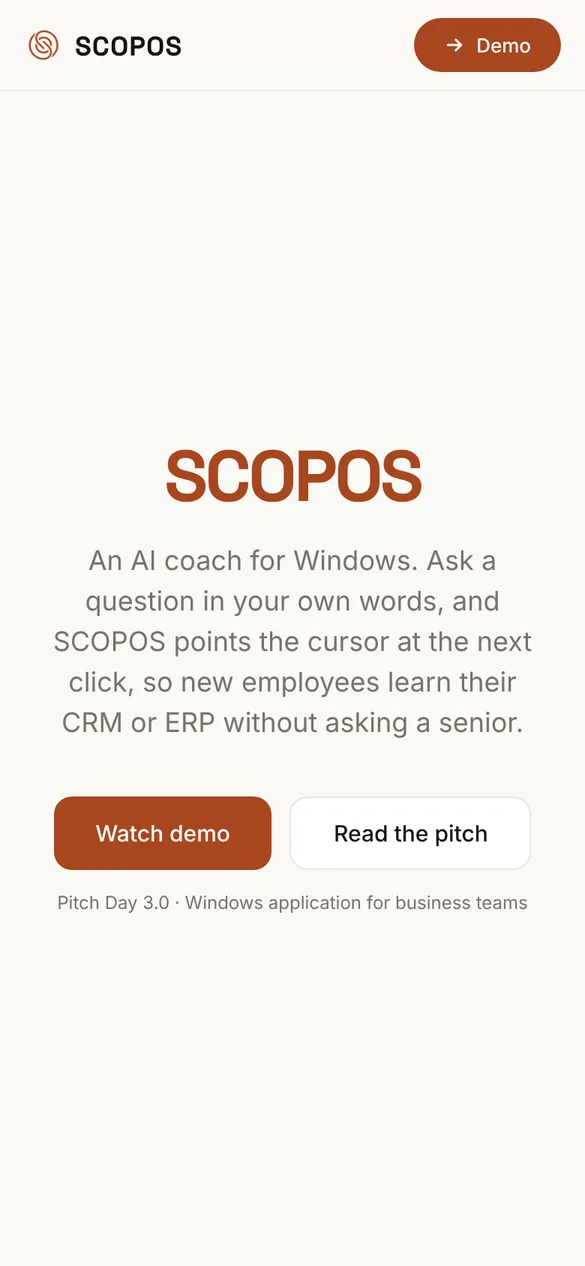 SCOPOS
Demo
SCOPOS
An AI coach for Windows. Ask a
question in your own words, and
SCOPOS points the cursor at the next
click, so new employees learn their
CRM or ERP without asking a senior.
Watch demo
Read the pitch
Pitch Day 3.0 · Windows application for business teams